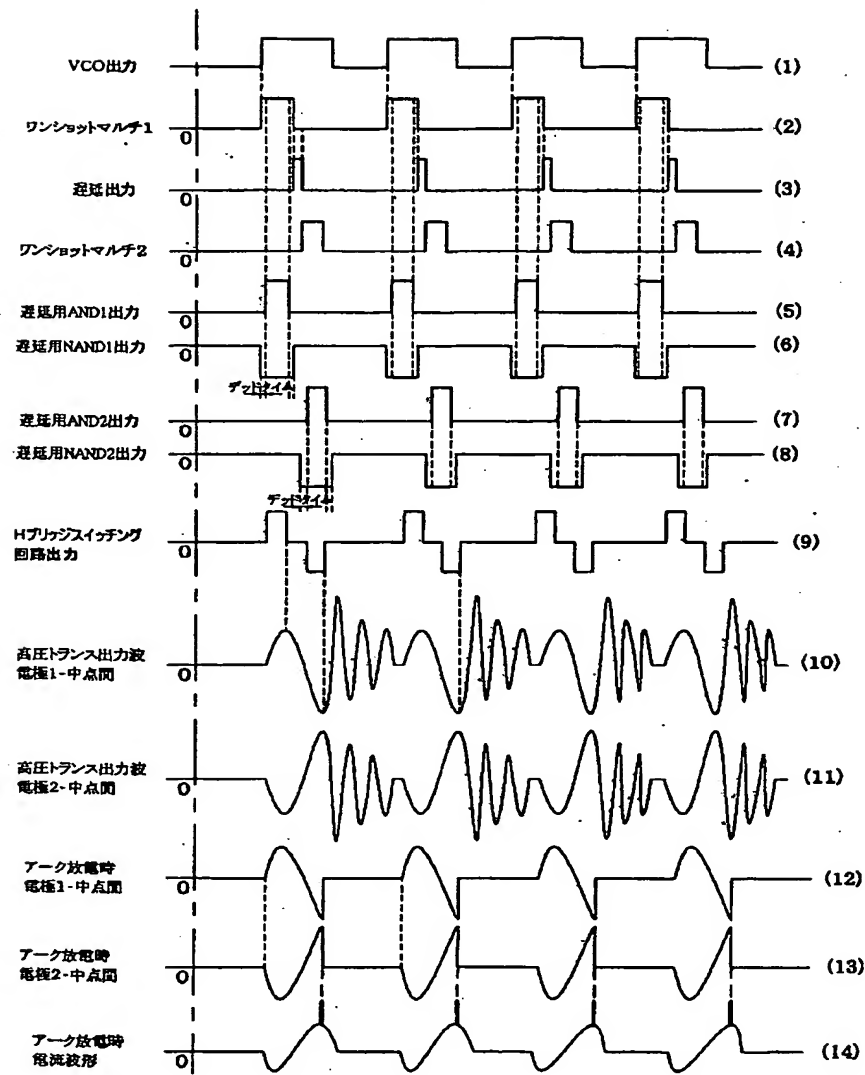 VCO出力
(1)
ワンショットマルチ1
0
(2)
遅延出力
0
(3)
ワンショットマルチ2
0
(4)
遅延用AND1出力
0
(5)
遅延用NAND1出力
0
(6)
デッドタイム
遅延用AND2出力
0
(7)
遅延用NAND2出力
0
(8)
デッドタイム
Hブリッジスイッチング
回路出力
0
(9)
高圧トランス出力波
電極1-中点間
0
(10)
高圧トランス出力波
電極2-中点間
0
(11)
アーク放電時
電極1-中点間
0
(12)
アーク放電時
電極2-中点間
0
(13)
アーク放電時
電流波形
0
(14)